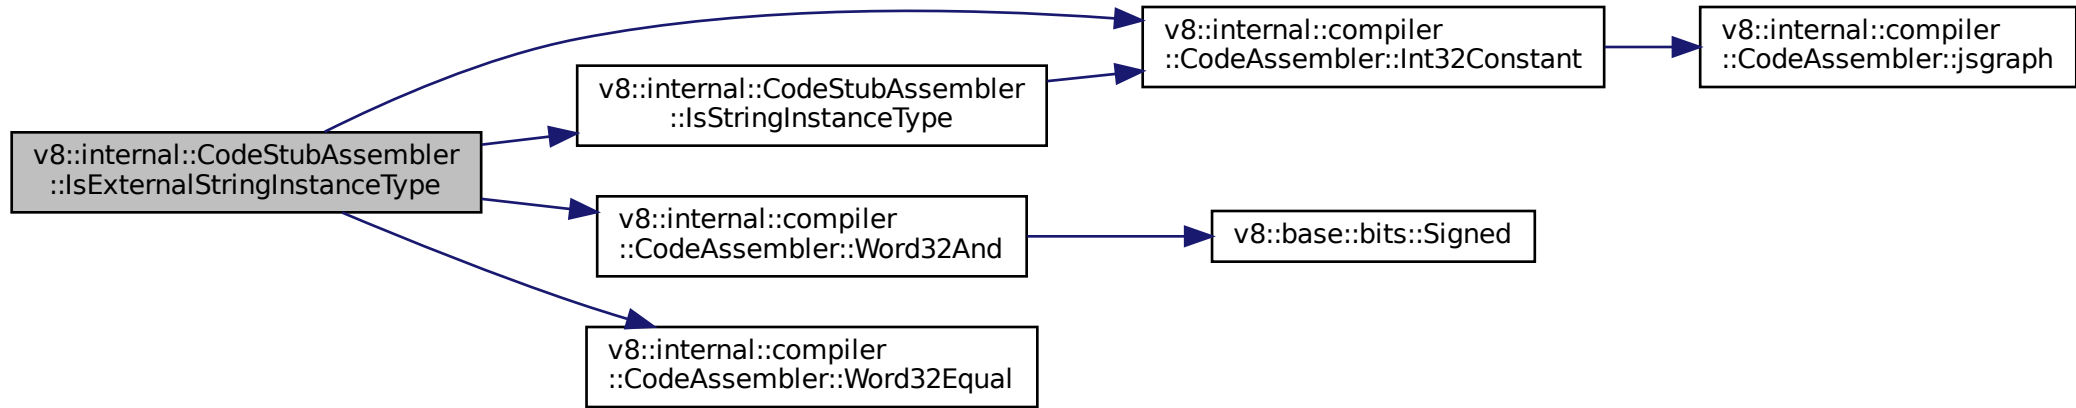 v8::internal::CodeStubAssembler
::IsExternalStringInstanceType
v8::internal::CodeStubAssembler
::IsStringInstanceType
v8::internal::compiler
::CodeAssembler::Word32And
v8::internal::compiler
::CodeAssembler::Word32Equal
v8::internal::compiler
::CodeAssembler::Int32Constant
v8::base::bits::Signed
v8::internal::compiler
::CodeAssembler::jsgraph